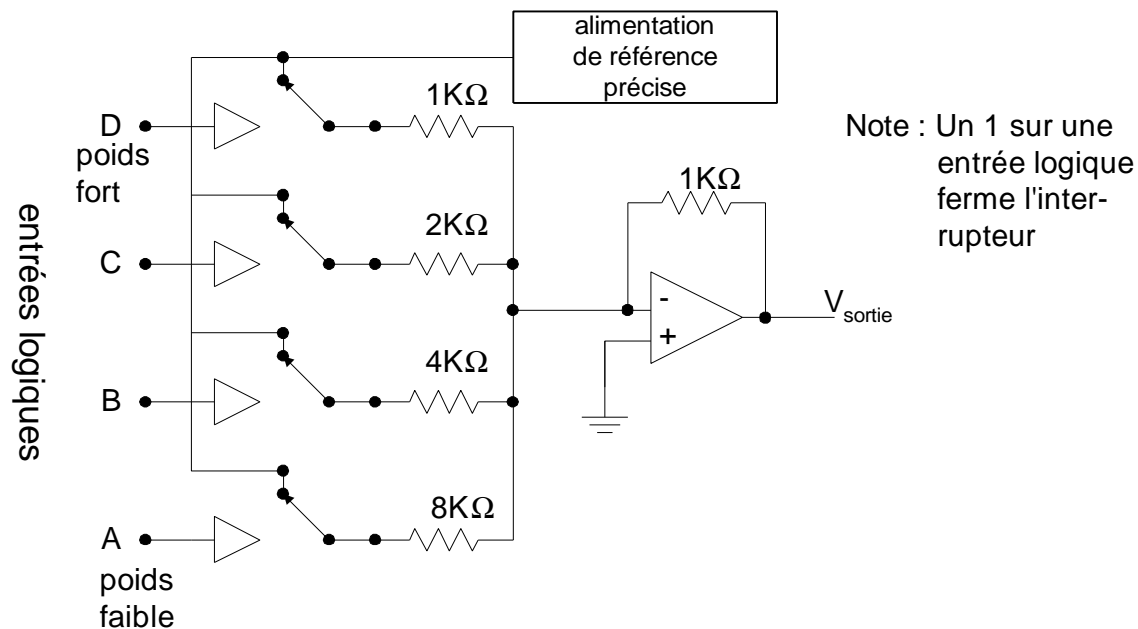 alimentation
de référence
précise
1KΩ
D
poids
fort
Note : Un 1 sur une
entrée logique
ferme l'inter-
rupteur
1KΩ
entrées logiques
2KΩ
C
-
+
V sortie
4KΩ
B
8KΩ
A
poids
faible